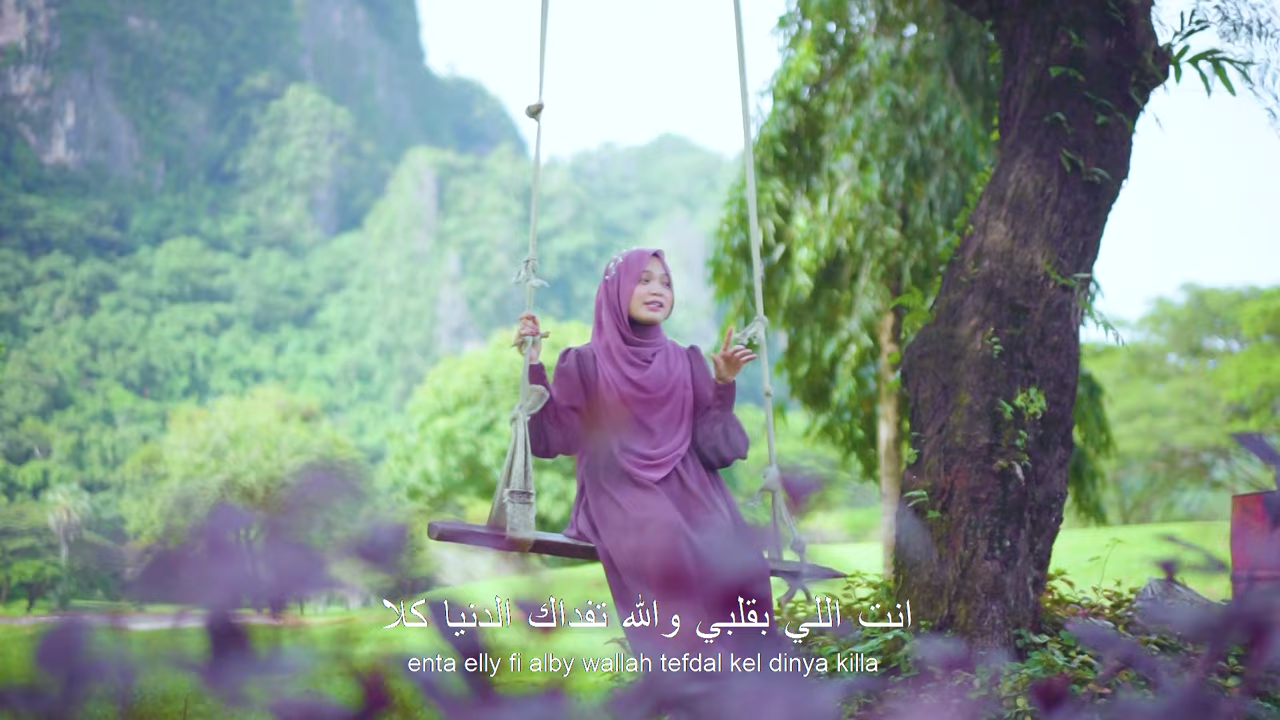 انت اللي بقلبي والله تفداك الدنيا كلا
enta elly fi alby wallah tefdal kel dinya killa